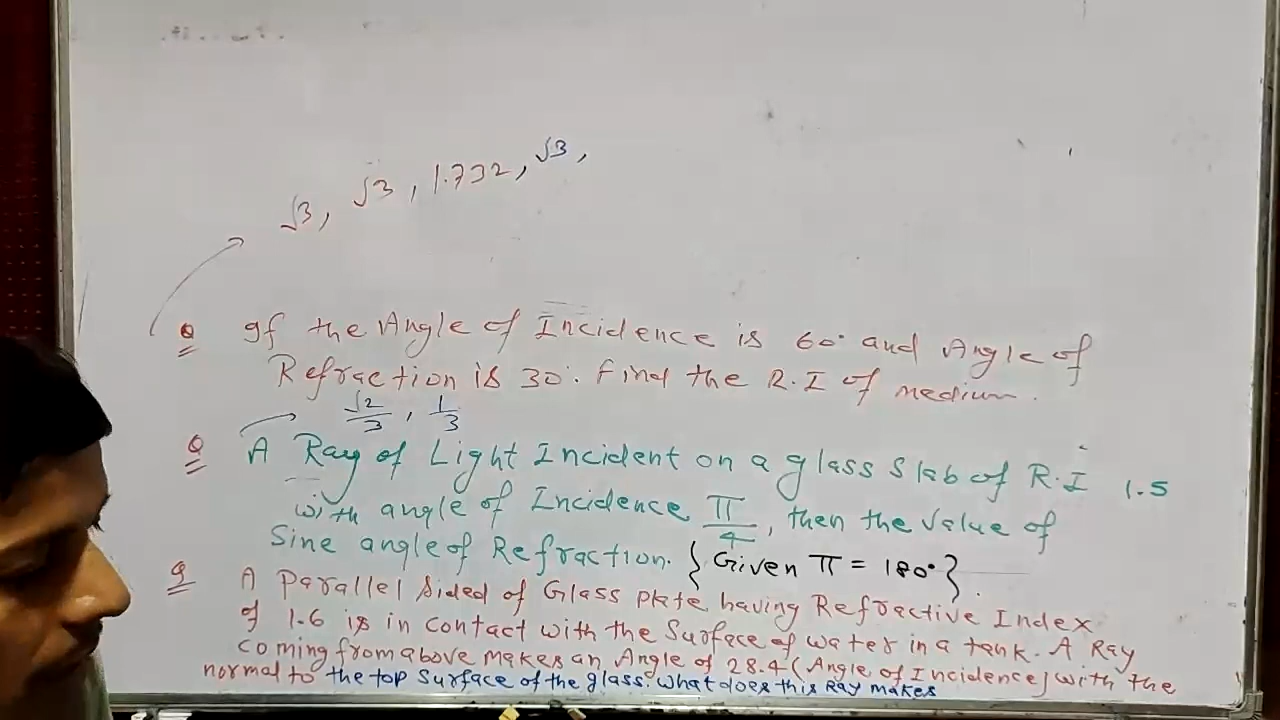 √3, √3, 1.732, √3,
Q If the Angle of Incidence is 60° and Angle of
Refraction is 30°. Find the R.I of medium.
√2/3, 1/3
Q A Ray of Light Incident on a glass Slab of R.I 1.5
with angle of Incidence π/4, then the value of
Sine angle of Refraction. {Given π = 180°}
Q A Parallel Sided of Glass plate having Refractive Index
of 1.6 is in contact with the Surface of water in a tank. A Ray
coming from above makes an Angle of 28.4° (Angle of Incidence) with the
normal to the top surface of the glass. what does this Ray makes